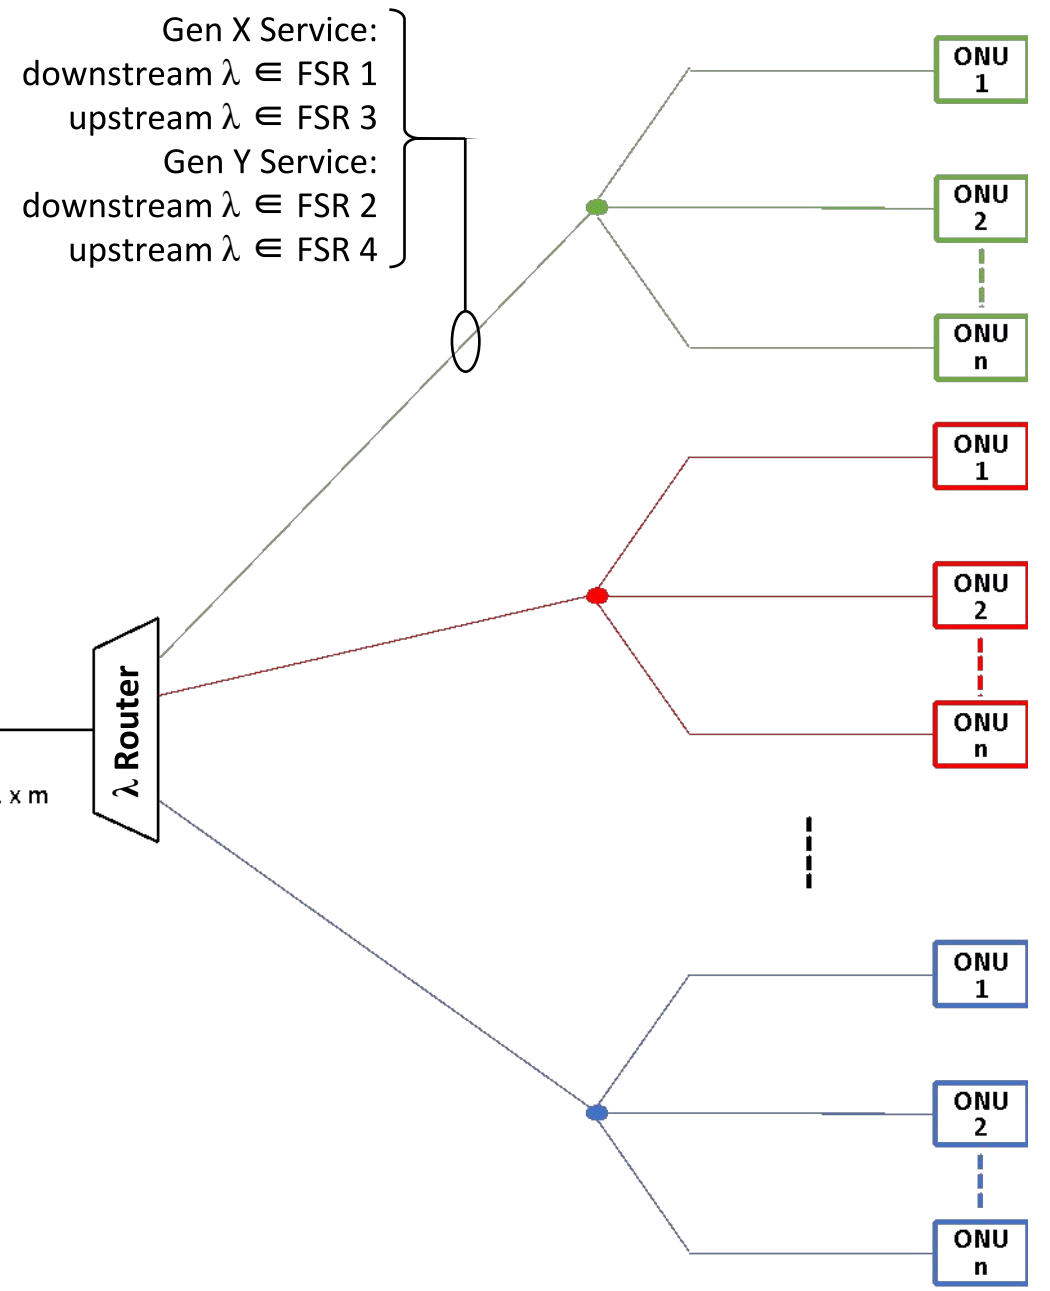 Gen X Service:
downstream λ ∈ FSR 1
upstream λ ∈ FSR 3
Gen Y Service:
downstream λ ∈ FSR 2
upstream λ ∈ FSR 4
ONU
1
ONU
2
ONU
n
ONU
1
ONU
2
ONU
n
λ Router
x m
ONU
1
ONU
2
ONU
n